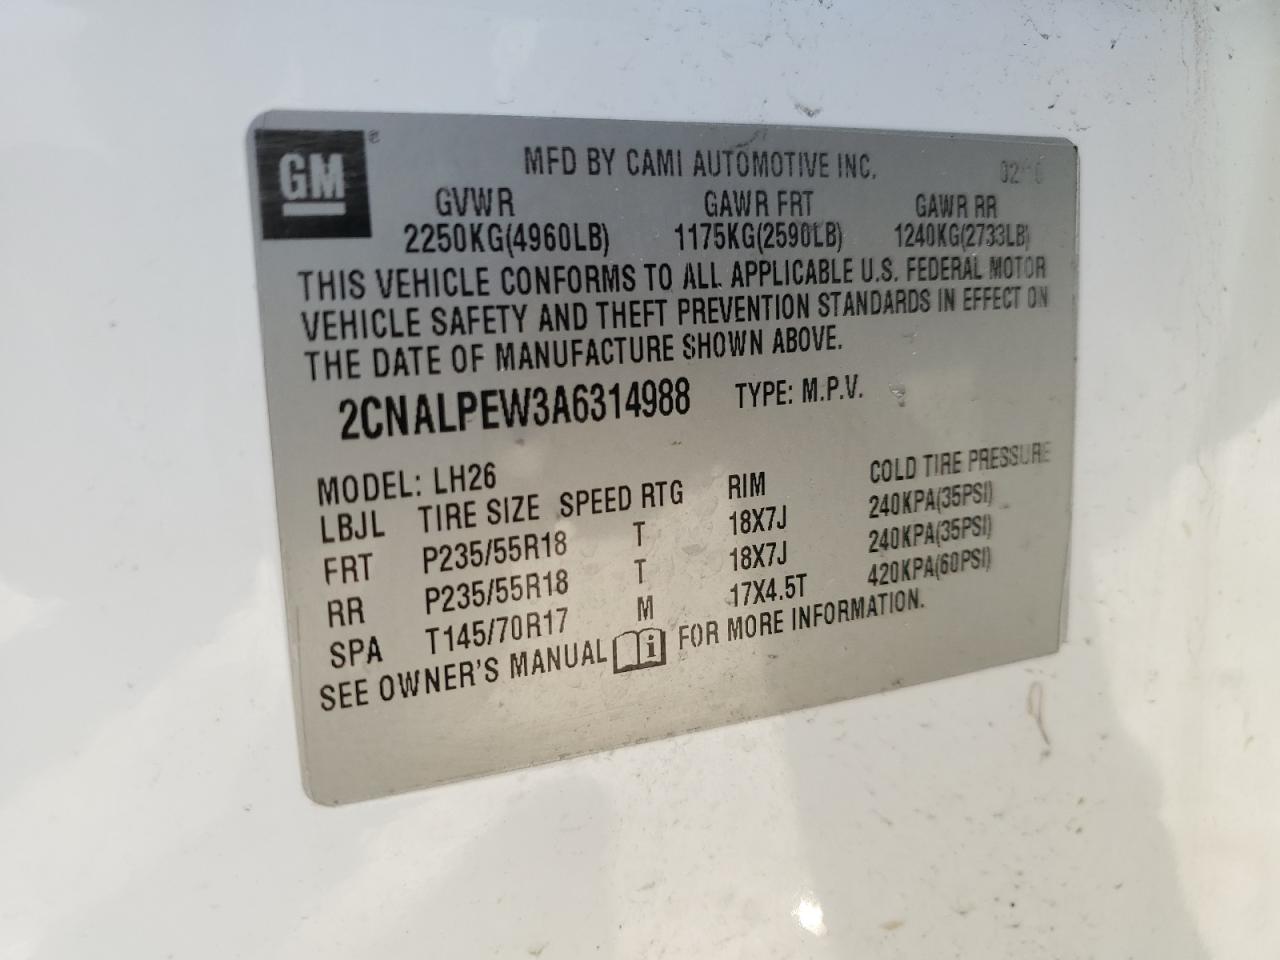 GM ®
MFD BY CAMI AUTOMOTIVE INC.
GVWR GAWR FRT GAWR RR
2250KG(4960LB) 1175KG(2590LB) 1240KG(2733LB)
THIS VEHICLE CONFORMS TO ALL APPLICABLE U.S. FEDERAL MOTOR
VEHICLE SAFETY AND THEFT PREVENTION STANDARDS IN EFFECT ON
THE DATE OF MANUFACTURE SHOWN ABOVE.
2CNALPEW3A6314988 TYPE: M.P.V.
MODEL: LH26
LBJL TIRE SIZE SPEED RTG RIM COLD TIRE PRESSURE
FRT P235/55R18 T 18X7J 240KPA(35PSI)
RR P235/55R18 T 18X7J 240KPA(35PSI)
SPA T145/70R17 M 17X4.5T 420KPA(60PSI)
SEE OWNER'S MANUAL i FOR MORE INFORMATION.